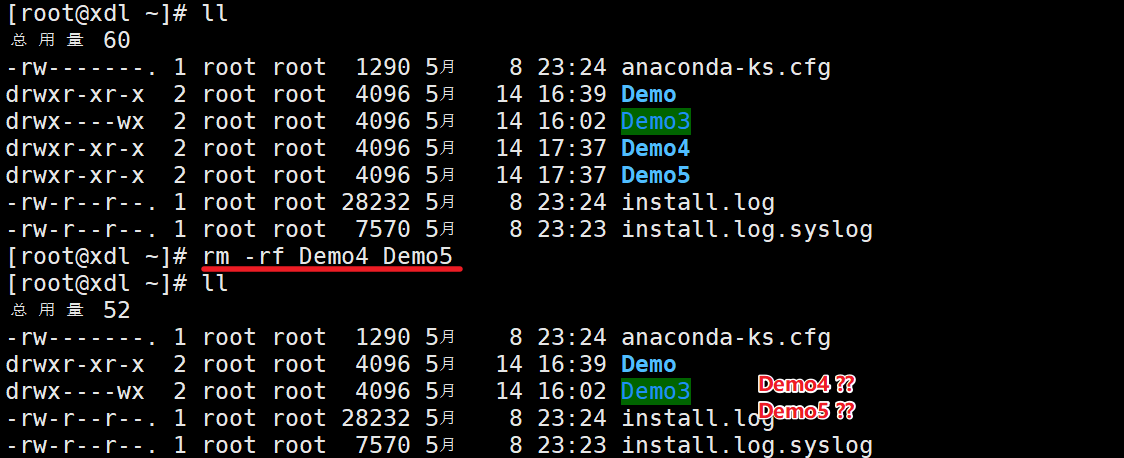 [root@xdl ~]# ll
总用量 60
-rw-------. 1 root root  1290 5月   8 23:24 anaconda-ks.cfg
drwxr-xr-x  2 root root  4096 5月  14 16:39 Demo
drwx----wx  2 root root  4096 5月  14 16:02 Demo3
drwxr-xr-x  2 root root  4096 5月  14 17:37 Demo4
drwxr-xr-x  2 root root  4096 5月  14 17:37 Demo5
-rw-r--r--. 1 root root 28232 5月   8 23:24 install.log
-rw-r--r--. 1 root root  7570 5月   8 23:23 install.log.syslog
[root@xdl ~]# rm -rf Demo4 Demo5
[root@xdl ~]# ll
总用量 52
-rw-------. 1 root root  1290 5月   8 23:24 anaconda-ks.cfg
drwxr-xr-x  2 root root  4096 5月  14 16:39 Demo
drwx----wx  2 root root  4096 5月  14 16:02 Demo3 Demo4 ??
-rw-r--r--. 1 root root 28232 5月   8 23:24 install.log Demo5 ??
-rw-r--r--. 1 root root  7570 5月   8 23:23 install.log.syslog